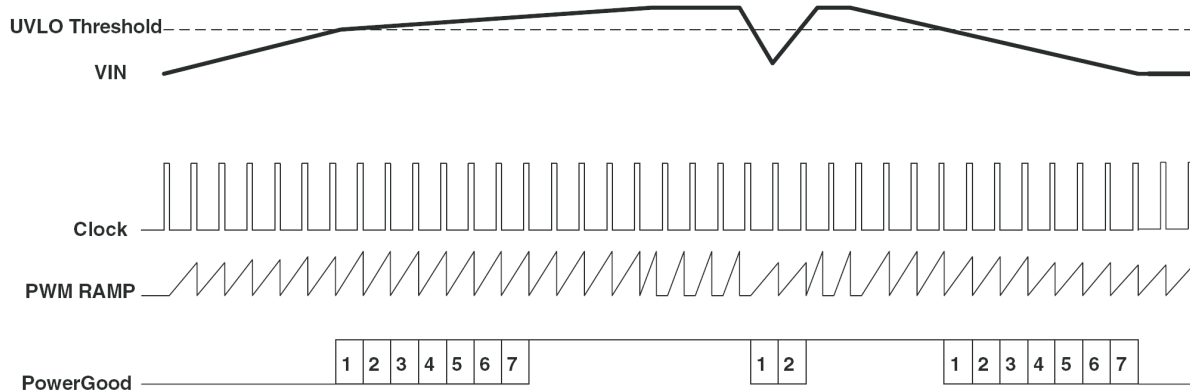 UVLO Threshold
VIN
Clock
PWM RAMP
PowerGood
1 2 3 4 5 6 7
1 2
1 2 3 4 5 6 7